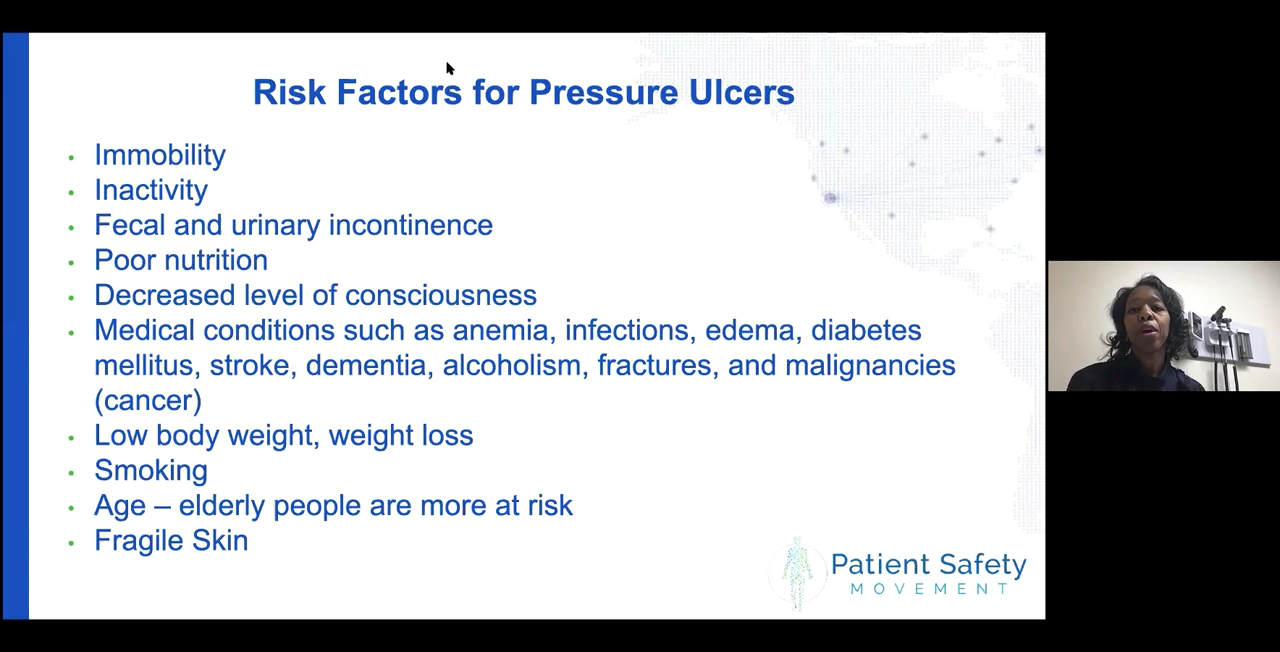 Risk Factors for Pressure Ulcers
• Immobility
• Inactivity
• Fecal and urinary incontinence
• Poor nutrition
• Decreased level of consciousness
• Medical conditions such as anemia, infections, edema, diabetes
mellitus, stroke, dementia, alcoholism, fractures, and malignancies
(cancer)
• Low body weight, weight loss
• Smoking
• Age – elderly people are more at risk
• Fragile Skin
Patient Safety
MOVEMENT